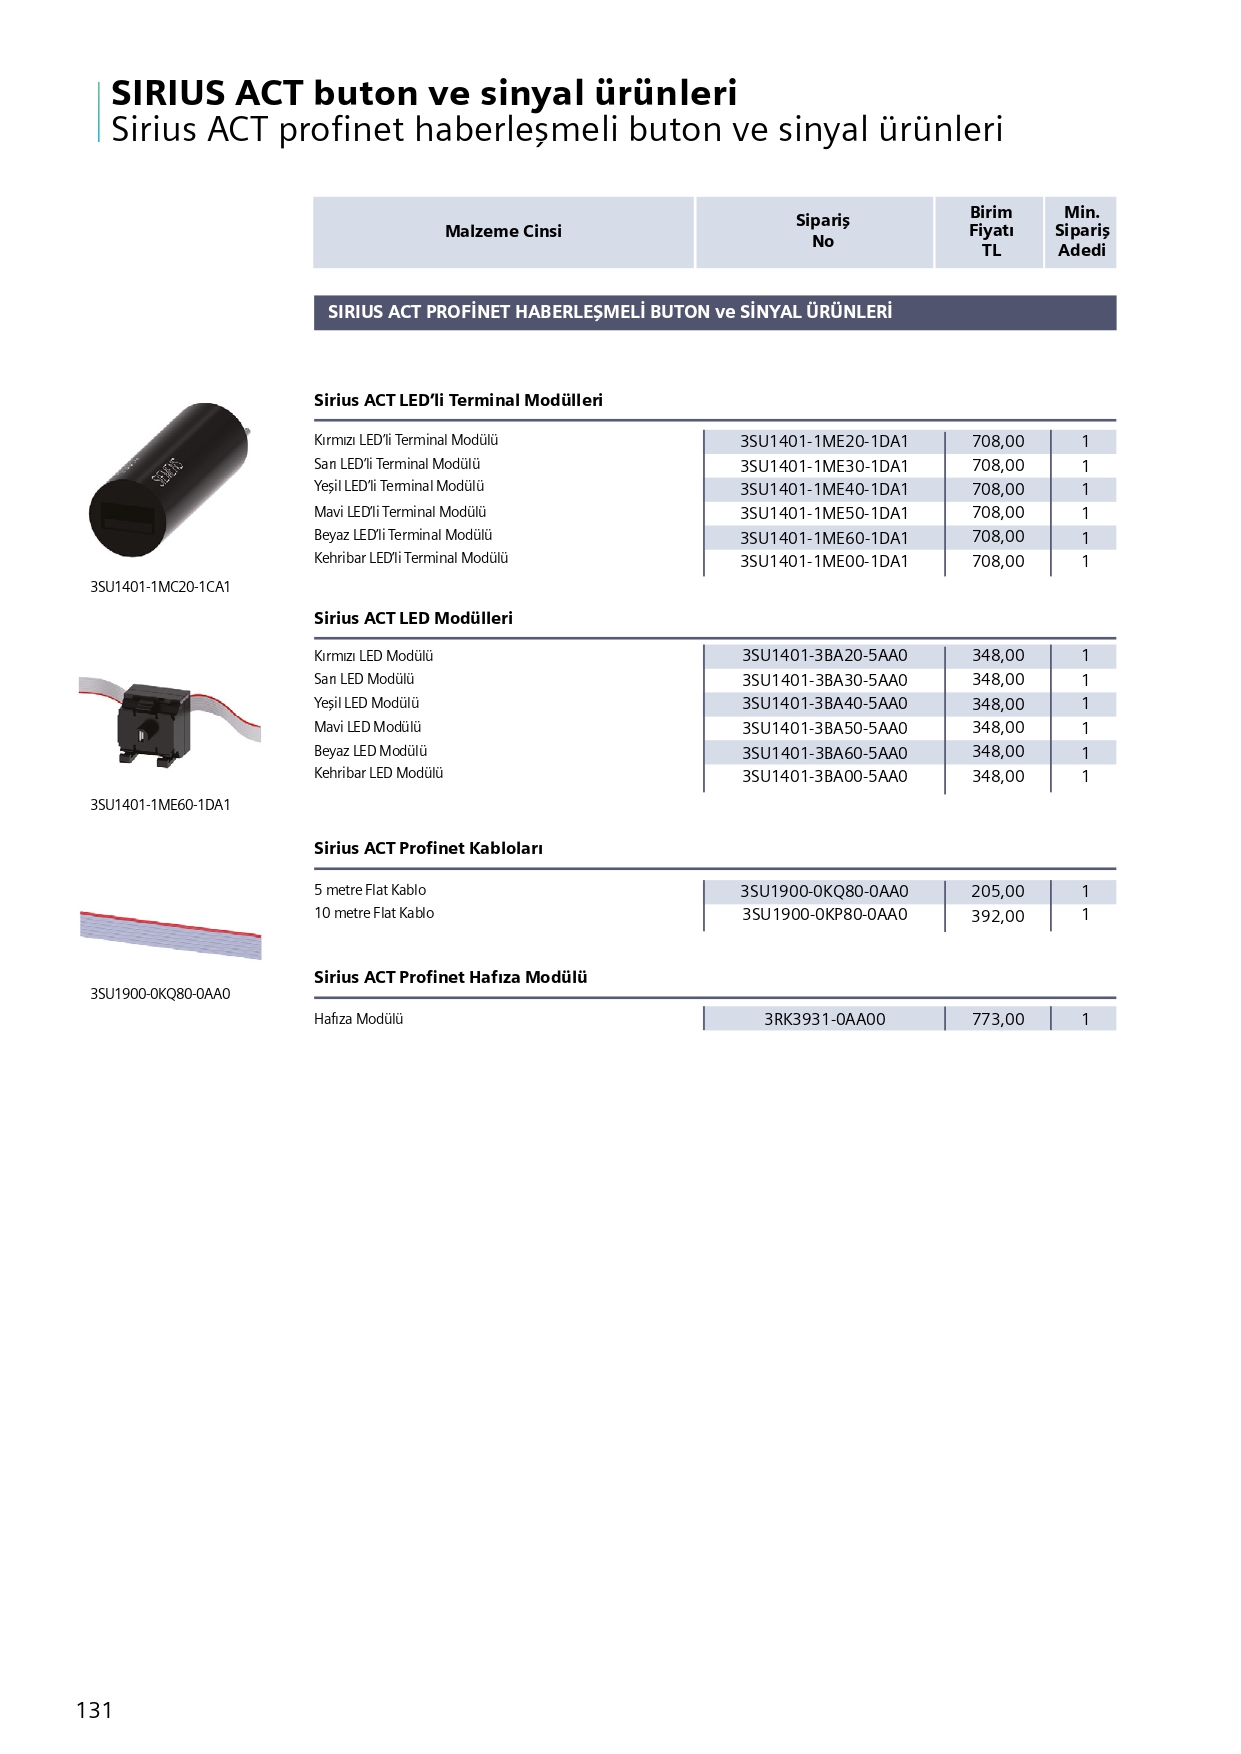 SIRIUS ACT buton ve sinyal ürünleri
Sirius ACT profinet haberleşmeli buton ve sinyal ürünleri
Malzeme Cinsi
Sipariş
No
Birim
Fiyatı
TL
Min.
Sipariş
Adedi
SIRIUS ACT PROFİNET HABERLEŞMELİ BUTON ve SİNYAL ÜRÜNLERİ
SIEMENS
3SU1401-1MC20-1CA1
Sirius ACT LED’li Terminal Modülleri
Kırmızı LED’li Terminal Modülü 3SU1401-1ME20-1DA1 708,00 1
Sarı LED’li Terminal Modülü 3SU1401-1ME30-1DA1 708,00 1
Yeşil LED’li Terminal Modülü 3SU1401-1ME40-1DA1 708,00 1
Mavi LED’li Terminal Modülü 3SU1401-1ME50-1DA1 708,00 1
Beyaz LED’li Terminal Modülü 3SU1401-1ME60-1DA1 708,00 1
Kehribar LED’li Terminal Modülü 3SU1401-1ME00-1DA1 708,00 1
3SU1401-1ME60-1DA1
Sirius ACT LED Modülleri
Kırmızı LED Modülü 3SU1401-3BA20-5AA0 348,00 1
Sarı LED Modülü 3SU1401-3BA30-5AA0 348,00 1
Yeşil LED Modülü 3SU1401-3BA40-5AA0 348,00 1
Mavi LED Modülü 3SU1401-3BA50-5AA0 348,00 1
Beyaz LED Modülü 3SU1401-3BA60-5AA0 348,00 1
Kehribar LED Modülü 3SU1401-3BA00-5AA0 348,00 1
Sirius ACT Profinet Kabloları
5 metre Flat Kablo 3SU1900-0KQ80-0AA0 205,00 1
10 metre Flat Kablo 3SU1900-0KP80-0AA0 392,00 1
3SU1900-0KQ80-0AA0
Sirius ACT Profinet Hafıza Modülü
Hafıza Modülü 3RK3931-0AA00 773,00 1
131